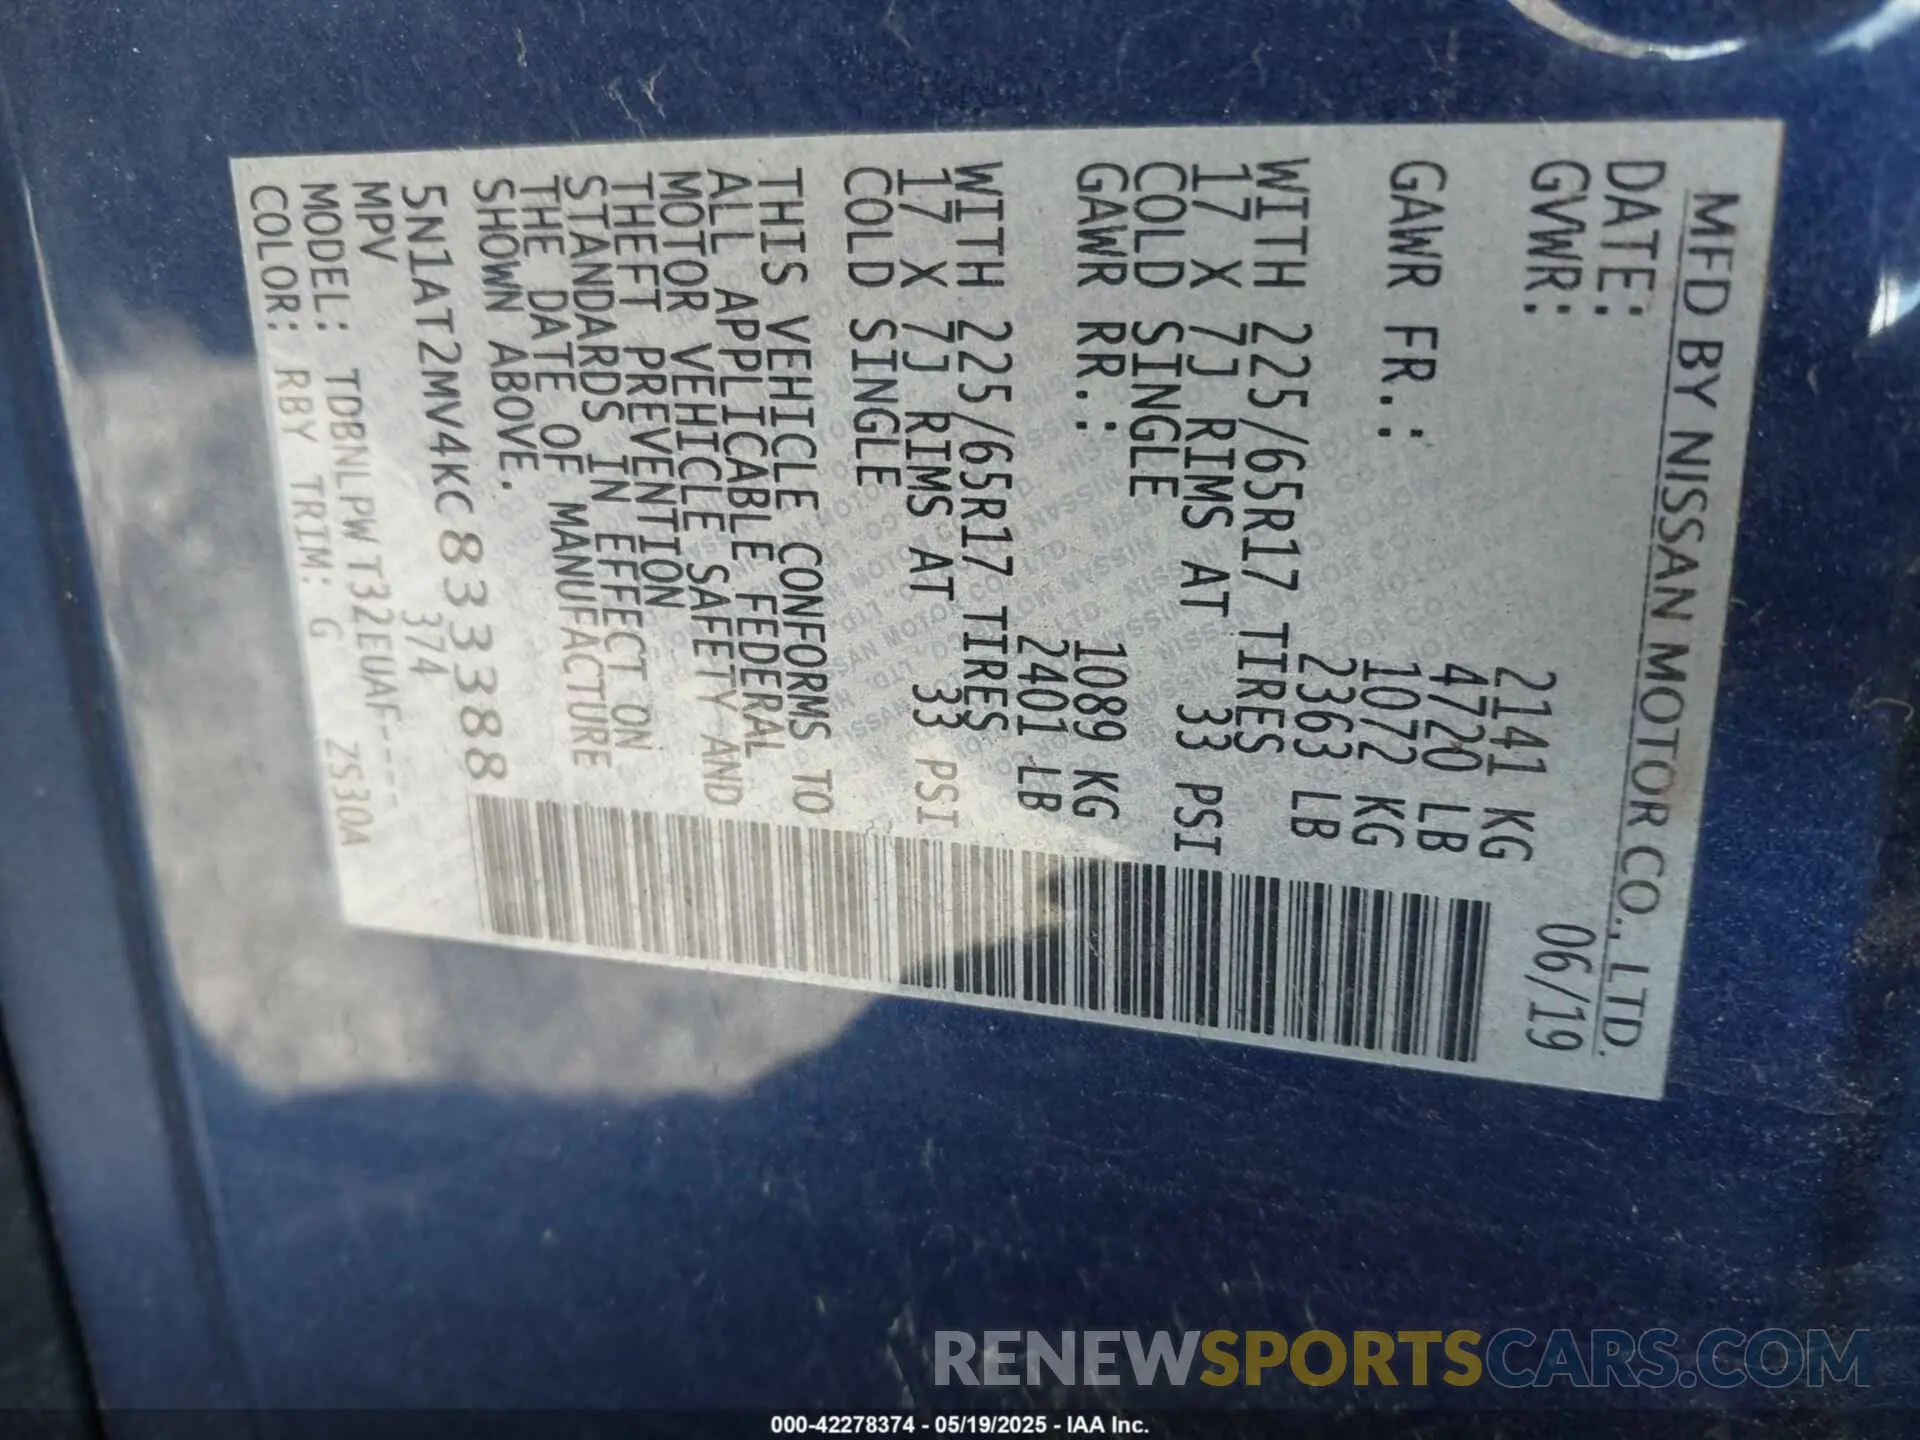 MFD BY NISSAN MOTOR CO., LTD.
DATE: 06/19
GVWR: 2141 KG
4720 LB
GAWR FR.: 1072 KG
2363 LB
WITH 225/65R17 TIRES
17 X 7J RIMS AT 33 PSI
COLD SINGLE
GAWR RR.: 1089 KG
2401 LB
WITH 225/65R17 TIRES
17 X 7J RIMS AT 33 PSI
COLD SINGLE
THIS VEHICLE CONFORMS TO
ALL APPLICABLE FEDERAL
MOTOR VEHICLE SAFETY AND
THEFT PREVENTION
STANDARDS IN EFFECT ON
THE DATE OF MANUFACTURE
SHOWN ABOVE.
5N1AT2MV4KC833388
MPV 374
MODEL: TDBNLPW T32EUAF----
COLOR: RBY TRIM: G ZS30A
RENEWSPORTSCARS.COM
000-42278374 - 05/19/2025 - IAA Inc.